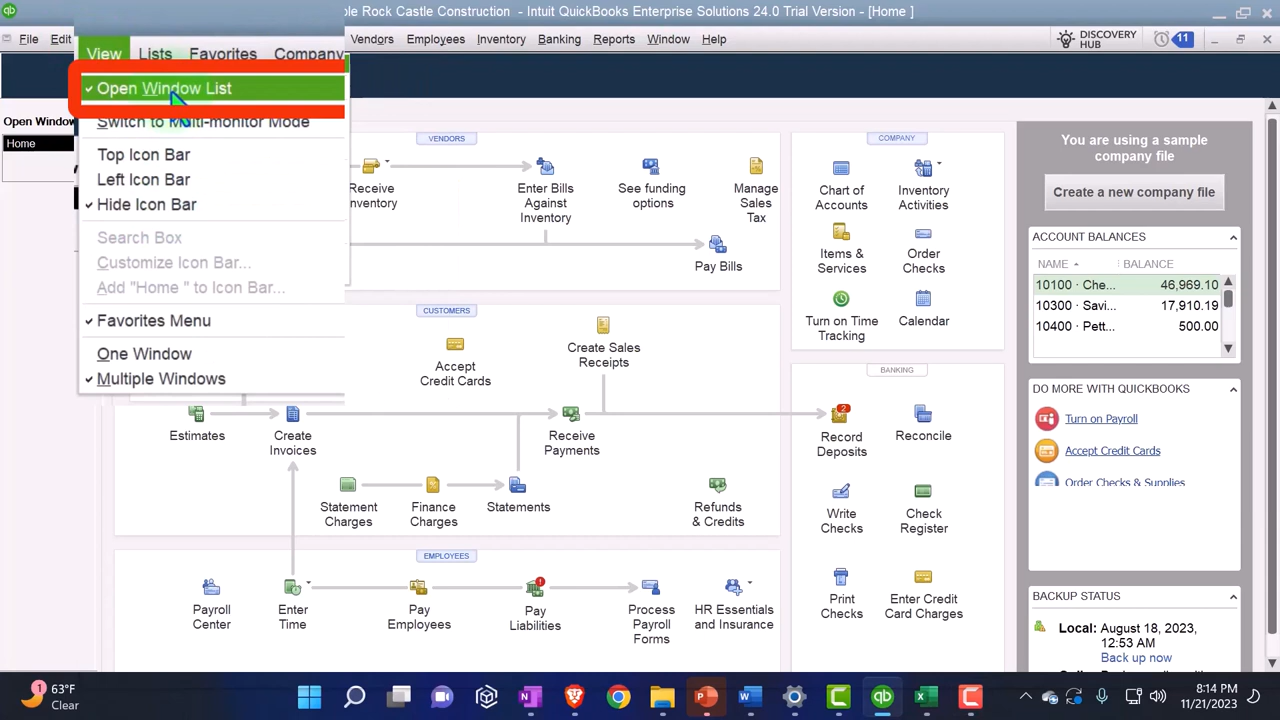 ple Rock Castle Construction - Intuit QuickBooks Enterprise Solutions 24.0 Trial Version - [Home ]
File Edit Vendors Employees Inventory Banking Reports Window Help
DISCOVERY HUB
11
View Lists Favorites Company
Open Window List
Switch to Multi-monitor Mode
Top Icon Bar
Left Icon Bar
Hide Icon Bar
Search Box
Customize Icon Bar...
Add "Home " to Icon Bar...
Favorites Menu
One Window
Multiple Windows
Open Window
Home
VENDORS
Receive
Inventory
Enter Bills
Against
Inventory
See funding
options
Manage
Sales
Tax
Pay Bills
CUSTOMERS
Create Sales
Receipts
Accept
Credit Cards
Estimates
Create
Invoices
Receive
Payments
Statement
Charges
Finance
Charges
Statements
Refunds
& Credits
EMPLOYEES
Payroll
Center
Enter
Time
Pay
Employees
Pay
Liabilities
Process
Payroll
Forms
HR Essentials
and Insurance
COMPANY
Chart of
Accounts
Inventory
Activities
Items &
Services
Order
Checks
Turn on Time
Tracking
Calendar
BANKING
2
Record
Deposits
Reconcile
Write
Checks
Check
Register
Print
Checks
Enter Credit
Card Charges
You are using a sample
company file
Create a new company file
ACCOUNT BALANCES
NAME BALANCE
10100 · Che... 46,969.10
10300 · Savi... 17,910.19
10400 · Pett... 500.00
DO MORE WITH QUICKBOOKS
Turn on Payroll
Accept Credit Cards
Order Checks & Supplies
BACKUP STATUS
Local: August 18, 2023,
12:53 AM
Back up now
1
63°F
Clear
8:14 PM
11/21/2023